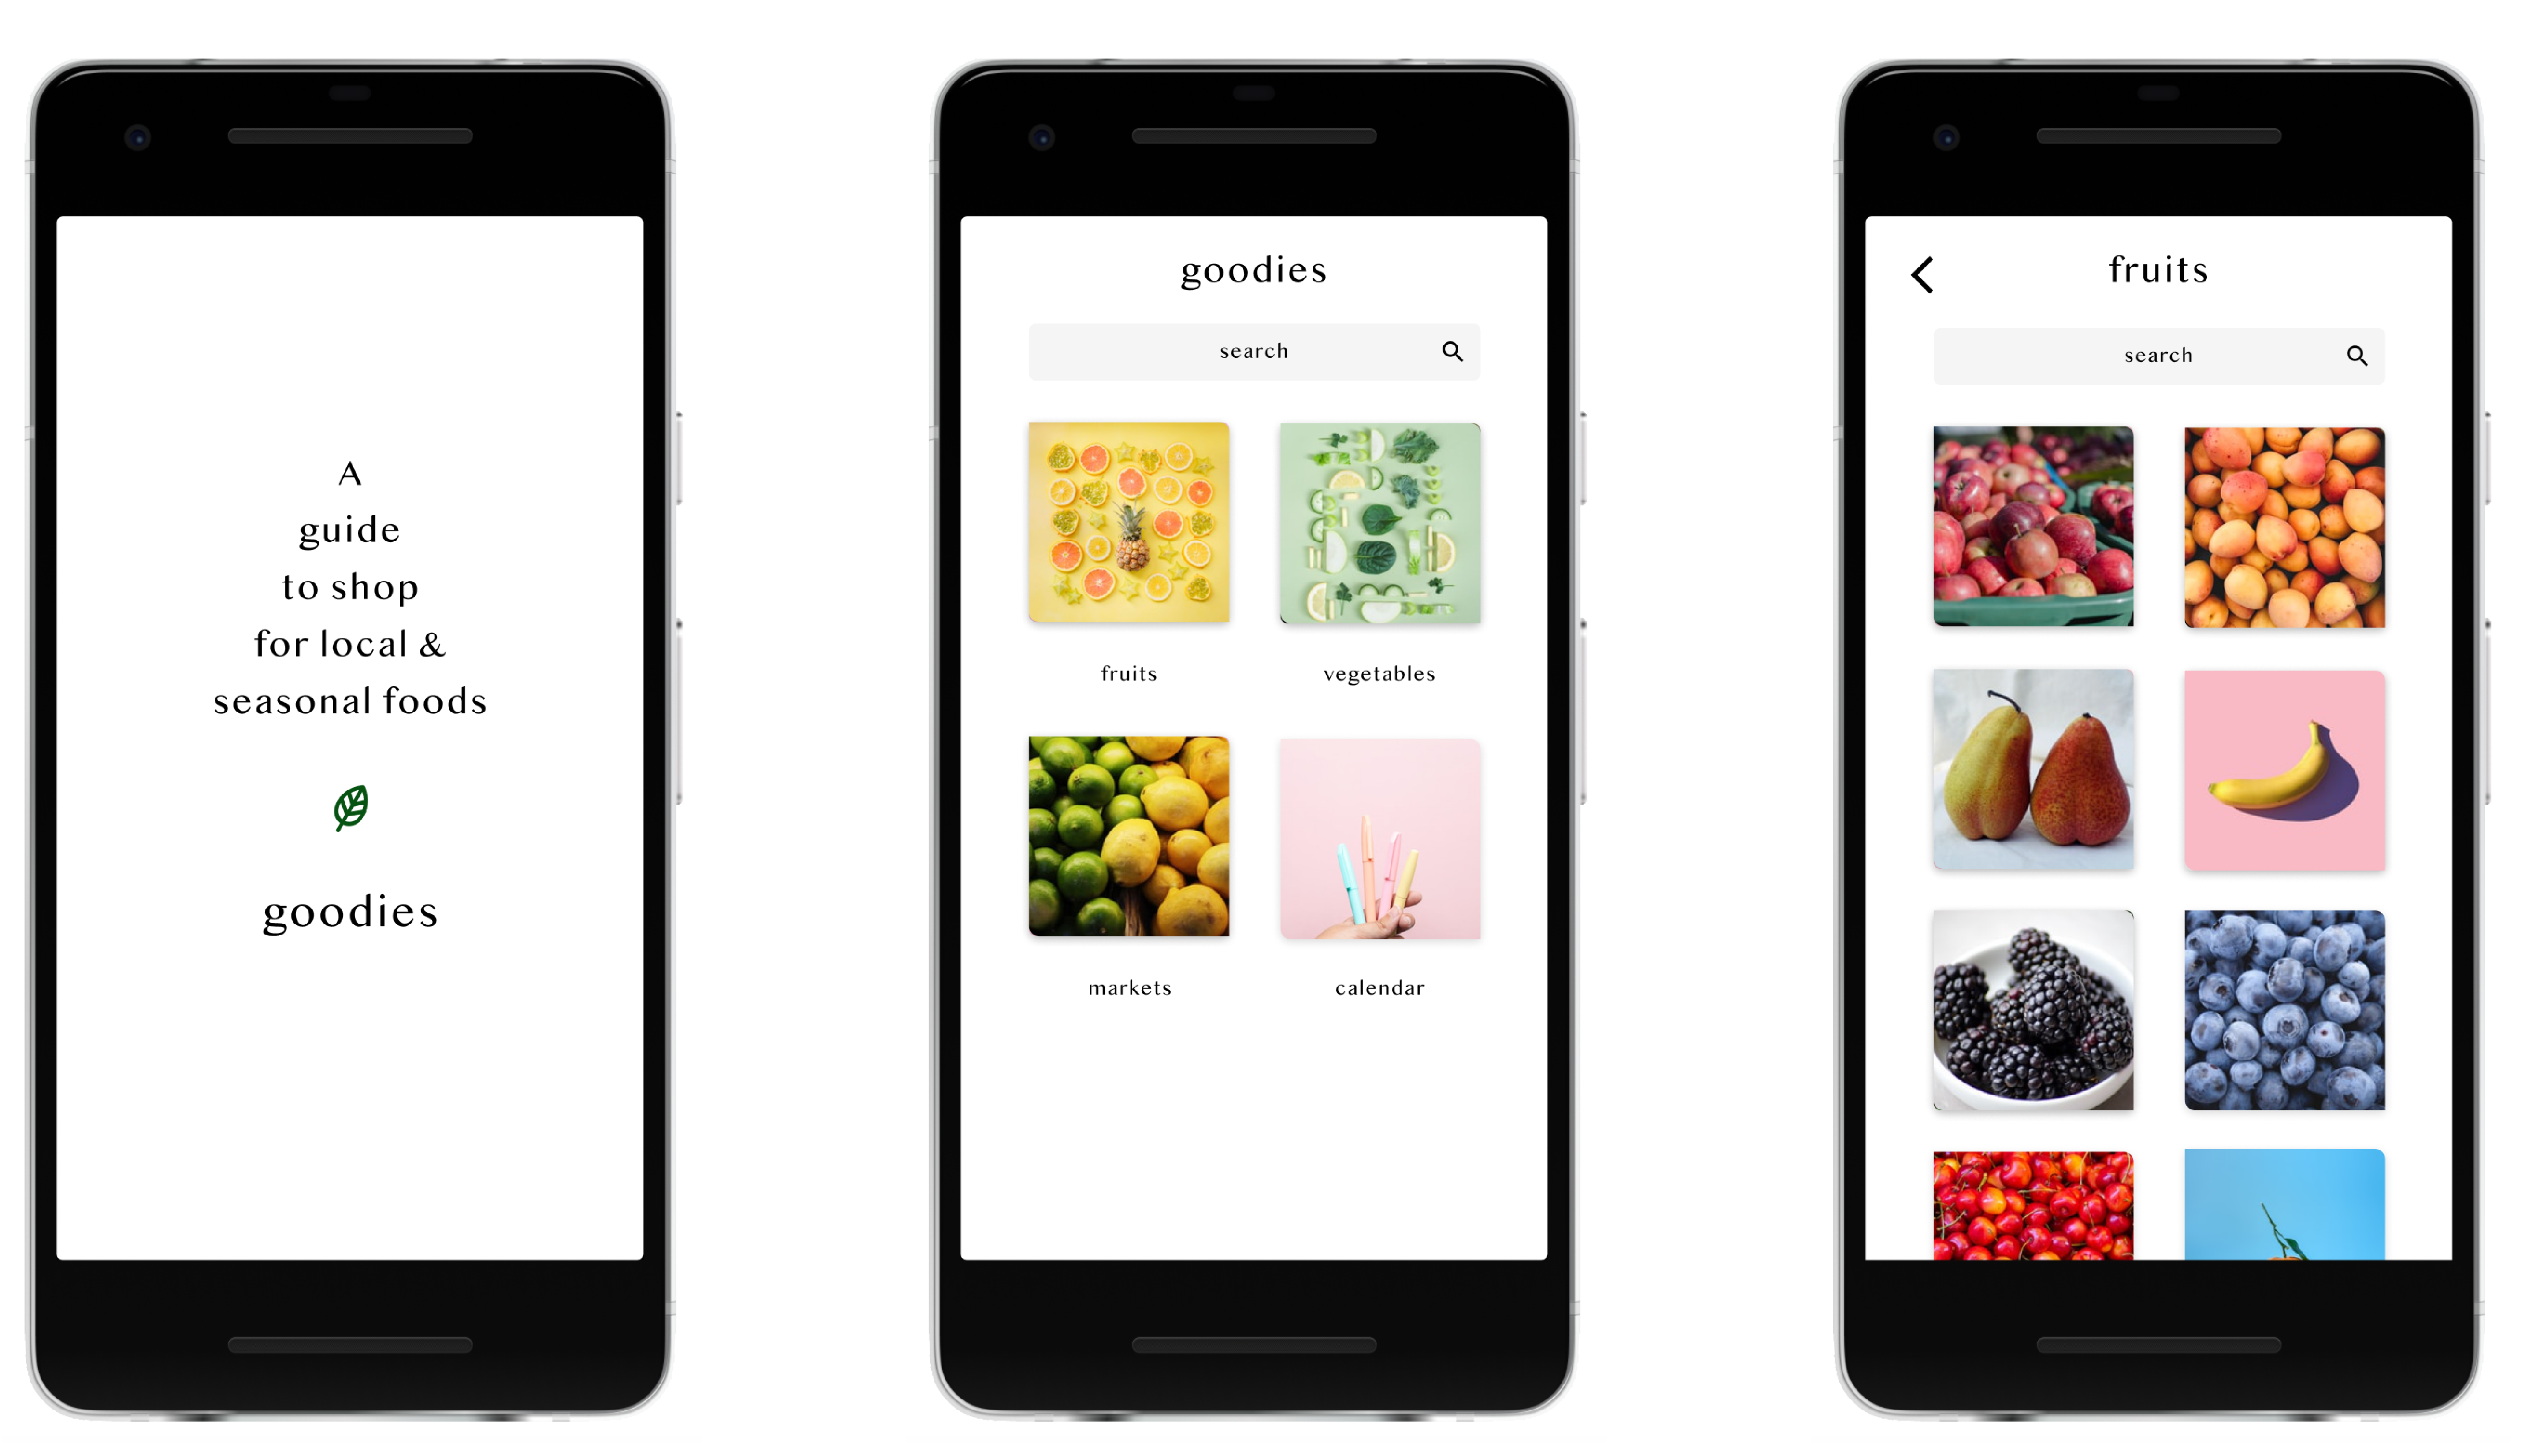 A
guide
to shop
for local &
seasonal foods
goodies
goodies
search
fruits
vegetables
markets
calendar
fruits
search